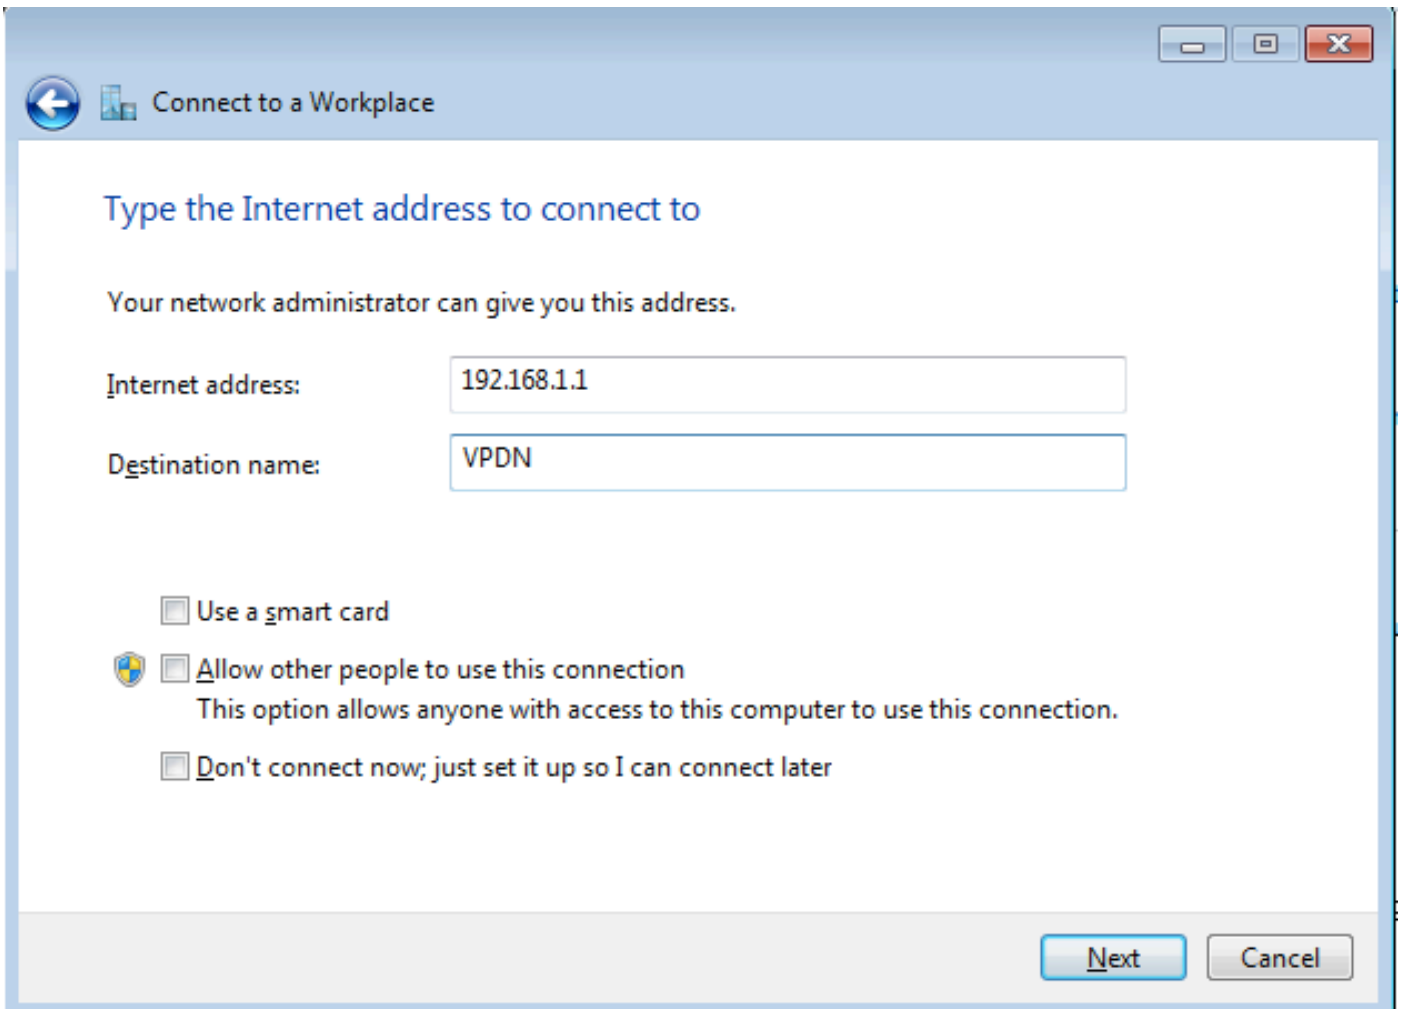 Connect to a Workplace
Type the Internet address to connect to
Your network administrator can give you this address.
Internet address: 192.168.1.1
Destination name: VPDN
Use a smart card
Allow other people to use this connection
This option allows anyone with access to this computer to use this connection.
Don't connect now; just set it up so I can connect later
Next Cancel